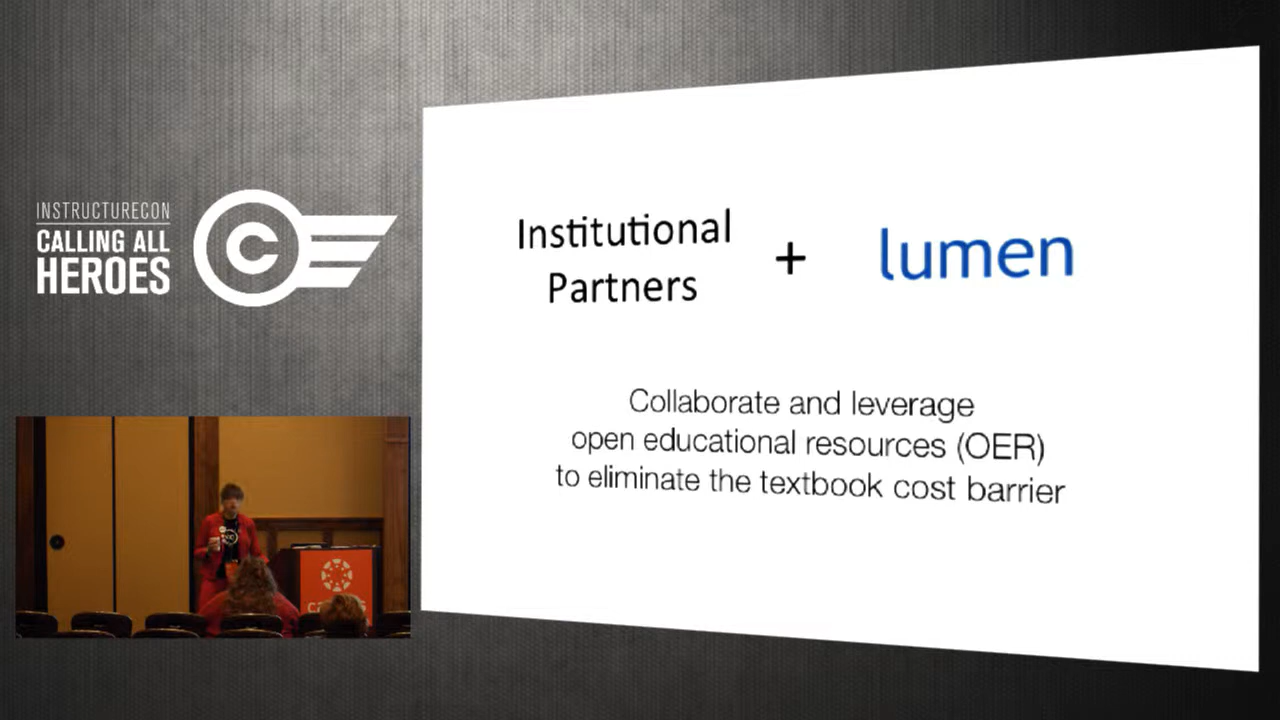 INSTRUCTURECON
CALLING ALL
HEROES
C
Institutional
Partners
+
lumen
Collaborate and leverage
open educational resources (OER)
to eliminate the textbook cost barrier